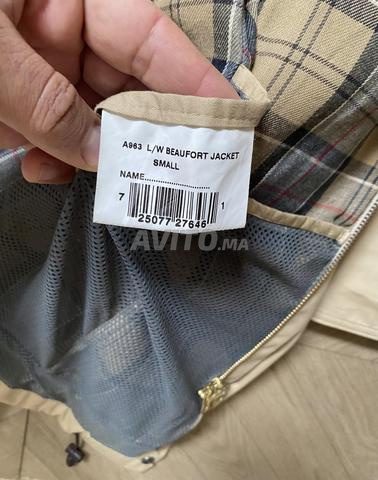 A963 L/W BEAUFORT JACKET
SMALL
NAME..............................
7 25077 27646 1
AVITO.MA